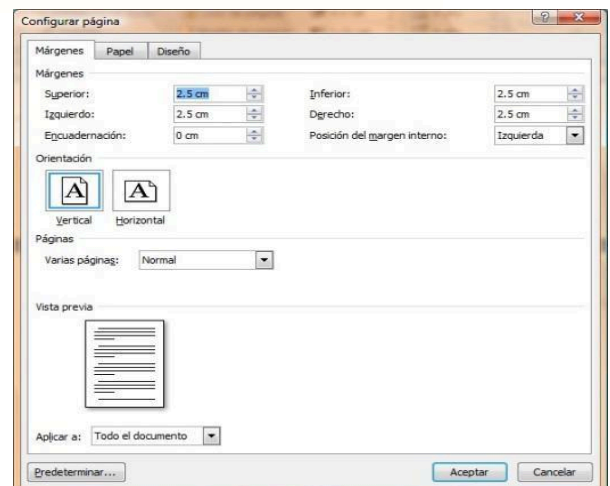 Configurar página
Márgenes Papel Diseño
Márgenes
Superior: 2.5 cm Inferior: 2.5 cm
Izquierdo: 2.5 cm Derecho: 2.5 cm
Encuadernación: 0 cm Posición del margen interno: Izquierda
Orientación
A A
Vertical Horizontal
Páginas
Varias páginas: Normal
Vista previa
Aplicar a: Todo el documento
Predeterminar... Aceptar Cancelar